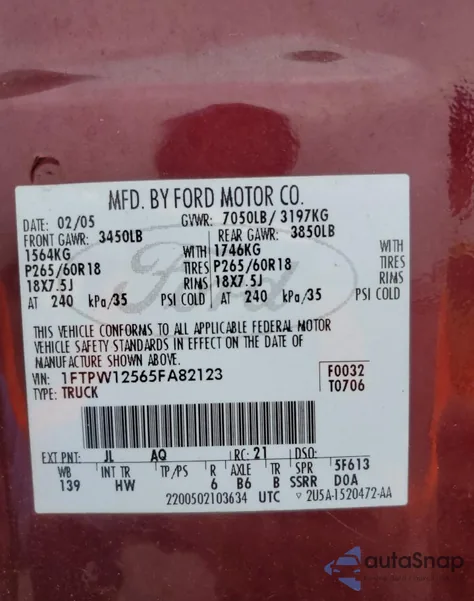 MFD. BY FORD MOTOR CO.
DATE: 02/05 GVWR: 7050LB/ 3197KG
FRONT GAWR: 3450LB REAR GAWR: 3850LB
1564KG WITH 1746KG WITH
P265/60R18 TIRES P265/60R18 TIRES
18X7.5J RIMS 18X7.5J RIMS
AT 240 kPa/35 PSI COLD AT 240 kPa/35 PSI COLD
THIS VEHICLE CONFORMS TO ALL APPLICABLE FEDERAL MOTOR
VEHICLE SAFETY STANDARDS IN EFFECT ON THE DATE OF
MANUFACTURE SHOWN ABOVE.
VIN: 1FTPW12565FA82123 F0032
TYPE: TRUCK T0706
EXT PNT: JL AQ RC: 21 DSO:
WB INT TR TP/PS R AXLE TR SPR 5F613
139 HW 6 B6 B SSRR DOA
2200502103634 UTC 2U5A-1520472-AA
Ford
autoSnap